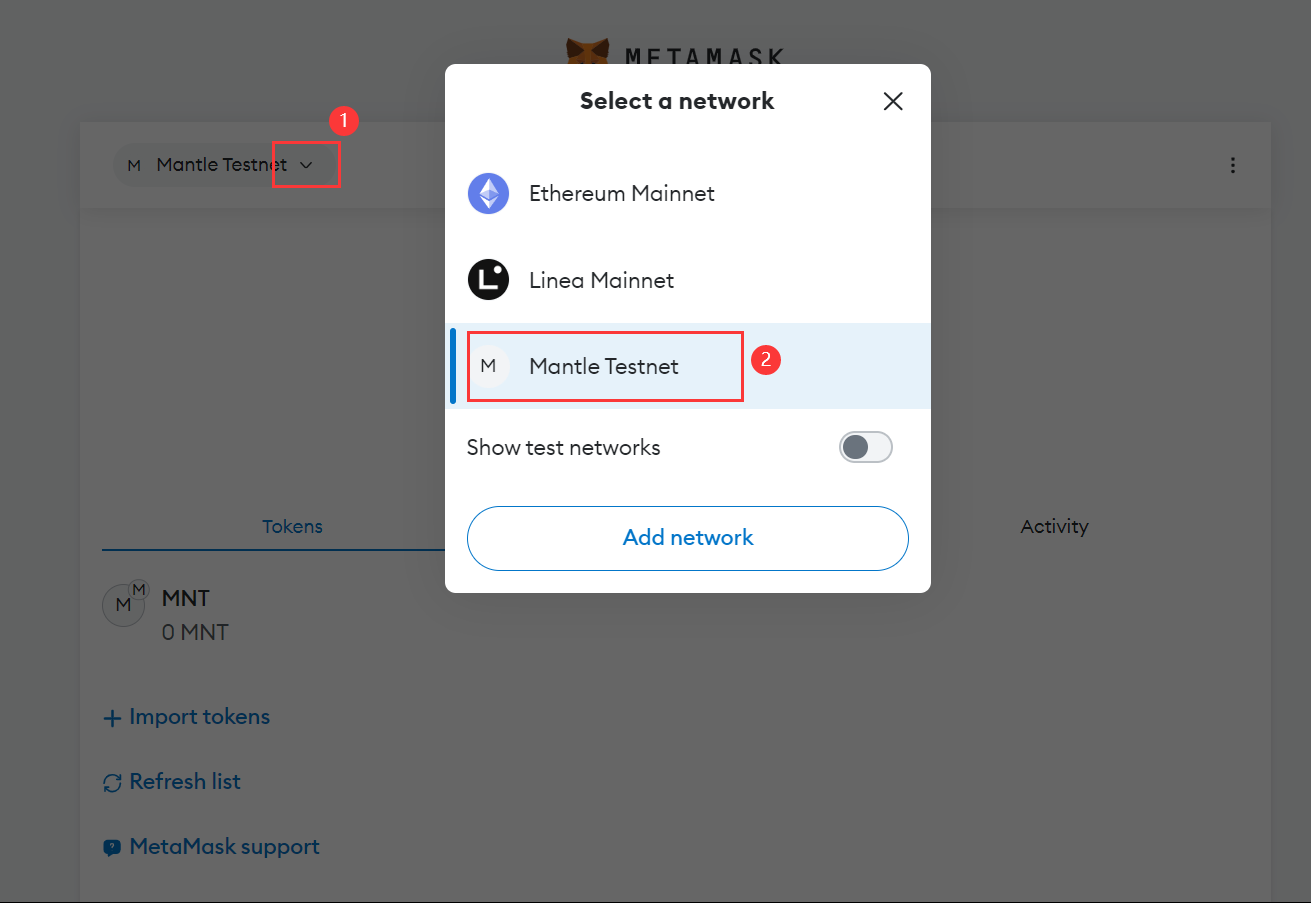 METAMASK
Select a network
1
M Mantle Testnet
Ethereum Mainnet
Linea Mainnet
M Mantle Testnet
2
Show test networks
Add network
Tokens
Activity
M
M
MNT
0 MNT
Import tokens
Refresh list
MetaMask support